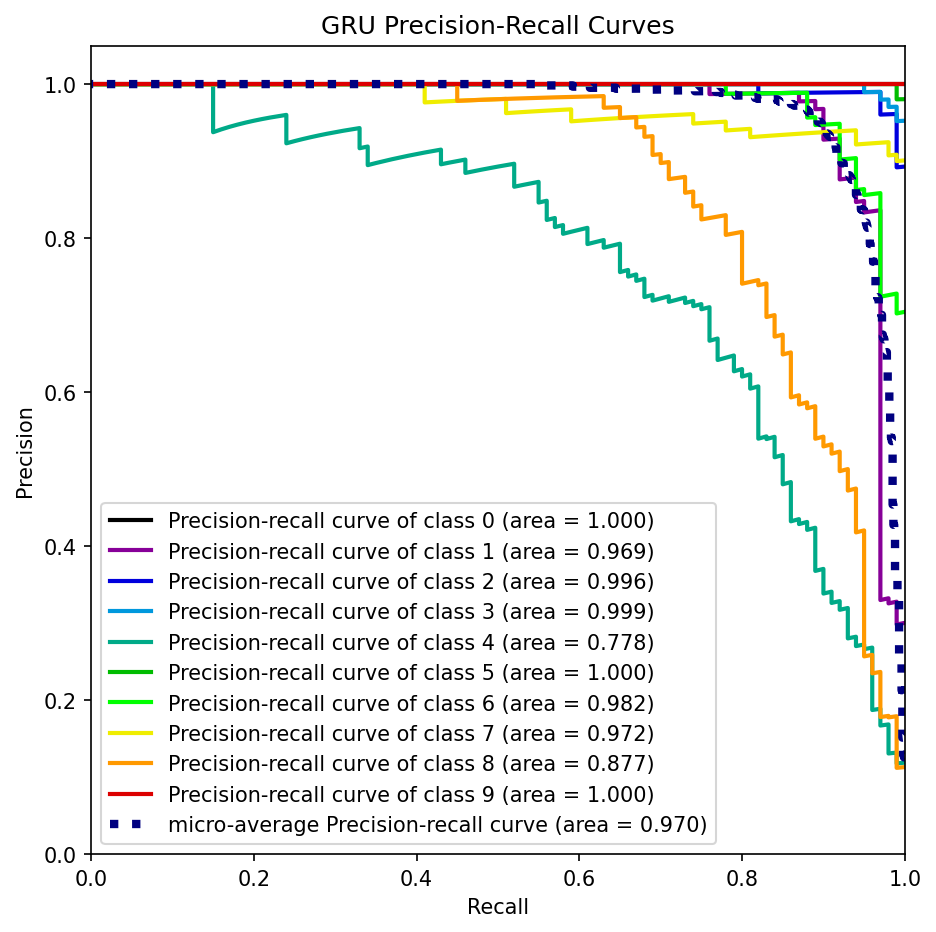 GRU Precision-Recall Curves
1.0
0.8
0.6
0.4
0.2
0.0
Precision
Precision-recall curve of class 0 (area = 1.000)
Precision-recall curve of class 1 (area = 0.969)
Precision-recall curve of class 2 (area = 0.996)
Precision-recall curve of class 3 (area = 0.999)
Precision-recall curve of class 4 (area = 0.778)
Precision-recall curve of class 5 (area = 1.000)
Precision-recall curve of class 6 (area = 0.982)
Precision-recall curve of class 7 (area = 0.972)
Precision-recall curve of class 8 (area = 0.877)
Precision-recall curve of class 9 (area = 1.000)
micro-average Precision-recall curve (area = 0.970)
0.0 0.2 0.4 0.6 0.8 1.0
Recall